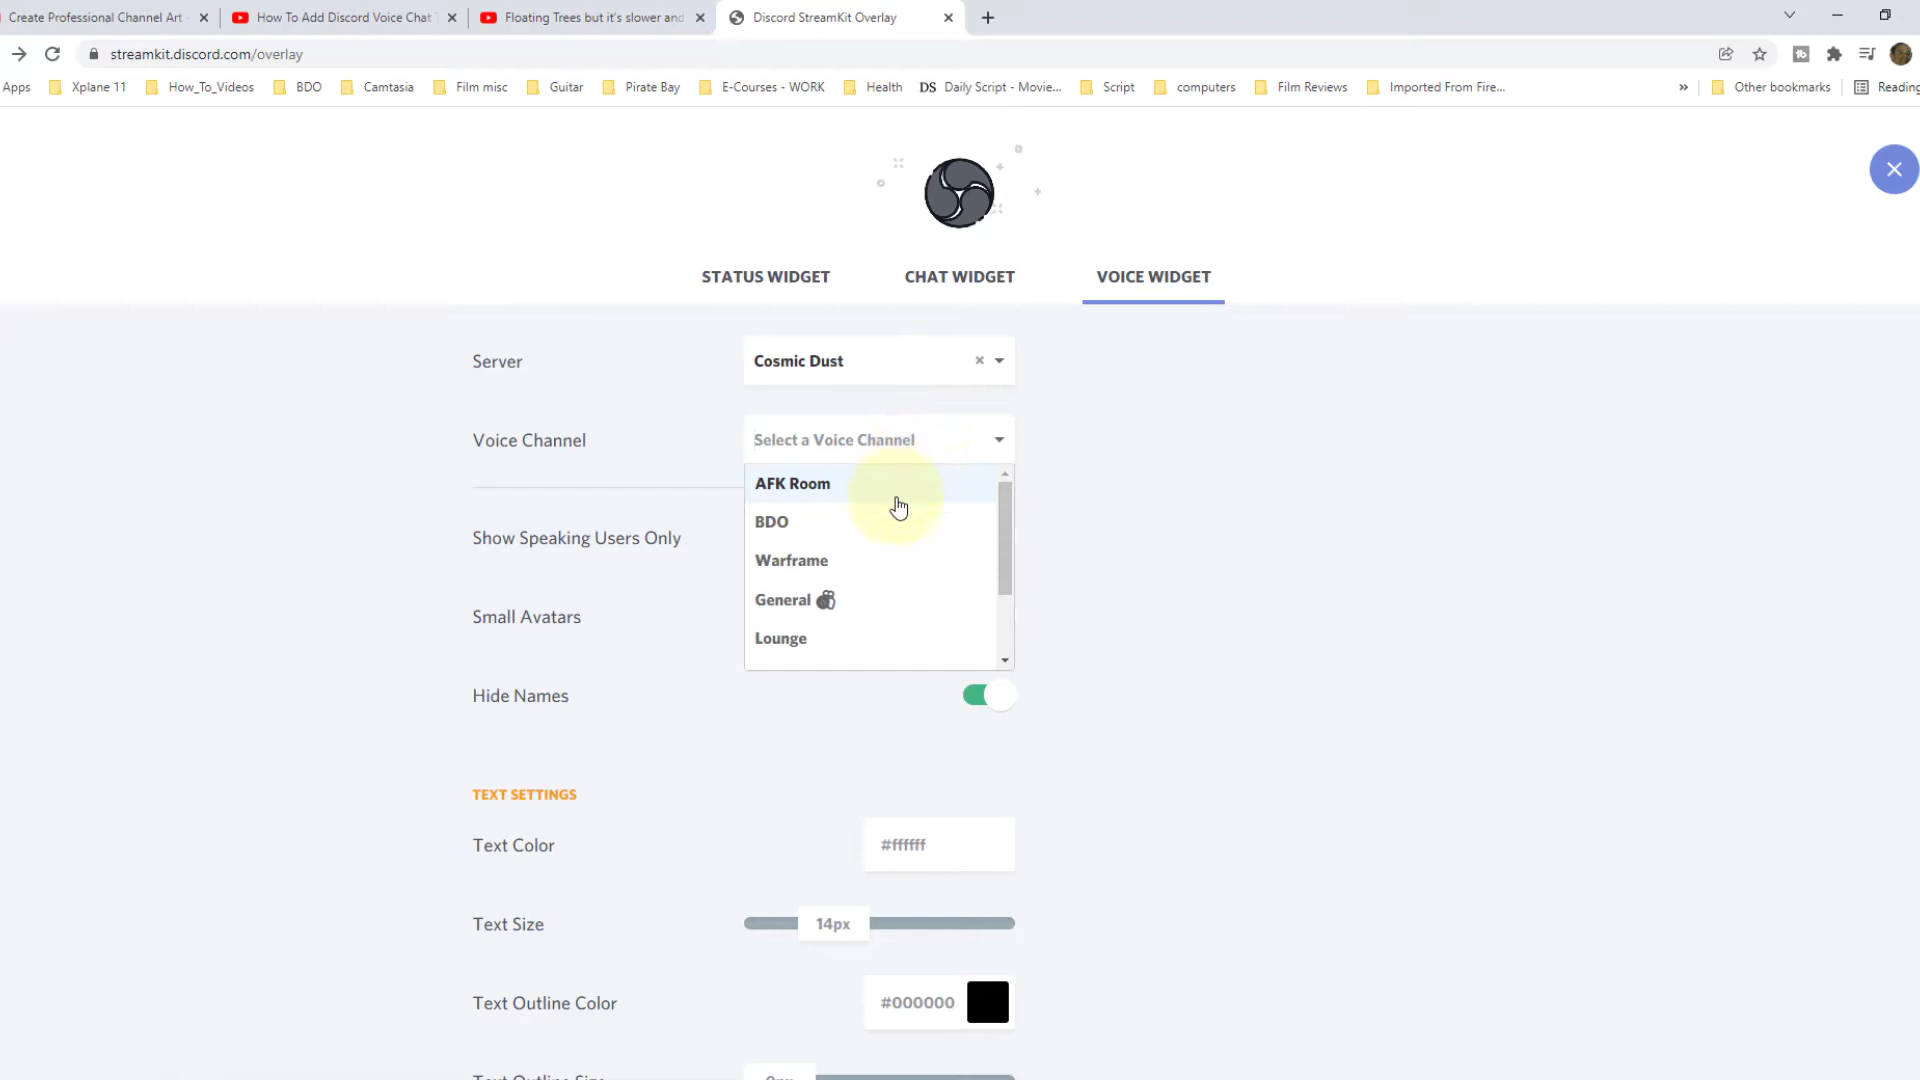 Create Professional Channel Art
How To Add Discord Voice Chat
Floating Trees but it's slower and
Discord StreamKit Overlay
streamkit.discord.com/overlay
Apps
Xplane 11
How_To_Videos
BDO
Camtasia
Film misc
Guitar
Pirate Bay
E-Courses - WORK
Health
DS Daily Script - Movie...
Script
computers
Film Reviews
Imported From Fire...
»
Other bookmarks
Reading
STATUS WIDGET
CHAT WIDGET
VOICE WIDGET
Server
Cosmic Dust
Voice Channel
Select a Voice Channel
AFK Room
BDO
Warframe
General
Lounge
Show Speaking Users Only
Small Avatars
Hide Names
TEXT SETTINGS
Text Color
#ffffff
Text Size
14px
Text Outline Color
#000000
Text Outline Size
0px